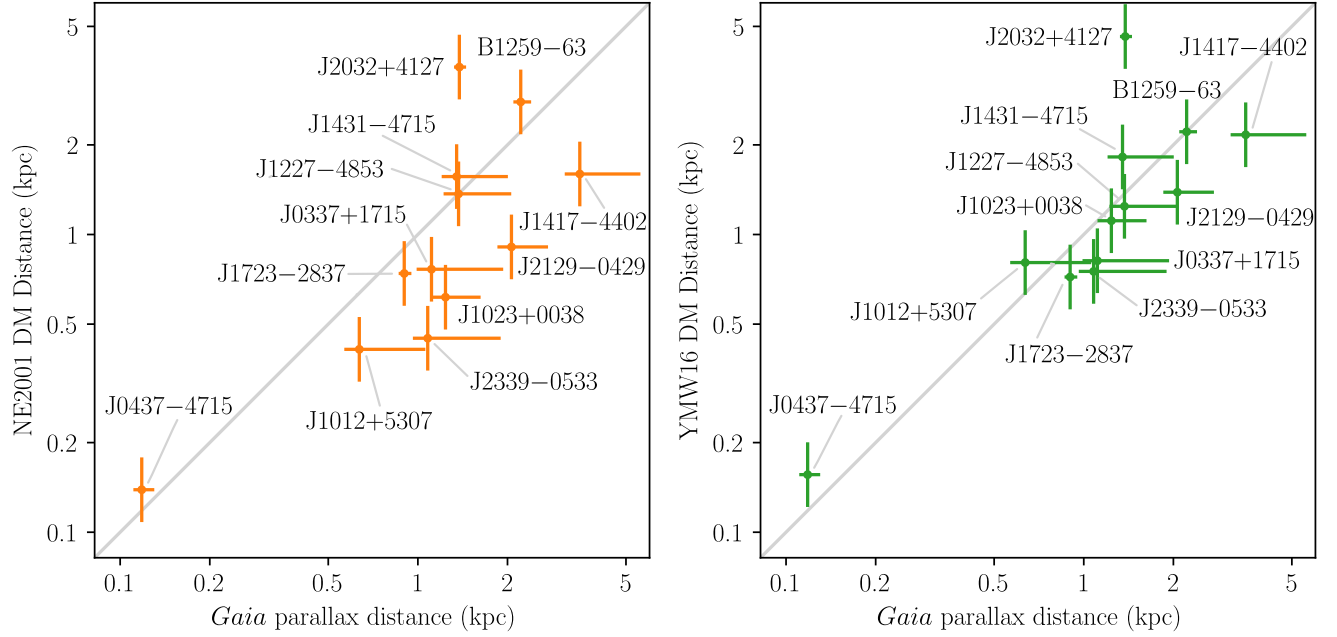 NE2001 DM Distance (kpc)
5
2
1
0.5
0.2
0.1
B1259−63
J2032+4127
J1431−4715
J1227−4853
J0337+1715
J1417−4402
J2129−0429
J1723−2837
J1023+0038
J2339−0533
J1012+5307
J0437−4715
0.1
0.2
0.5
1
2
5
Gaia parallax distance (kpc)
YMW16 DM Distance (kpc)
5
2
1
0.5
0.2
0.1
J2032+4127
J1417−4402
B1259−63
J1431−4715
J1227−4853
J1023+0038
J2129−0429
J0337+1715
J1012+5307
J2339−0533
J1723−2837
J0437−4715
0.1
0.2
0.5
1
2
5
Gaia parallax distance (kpc)